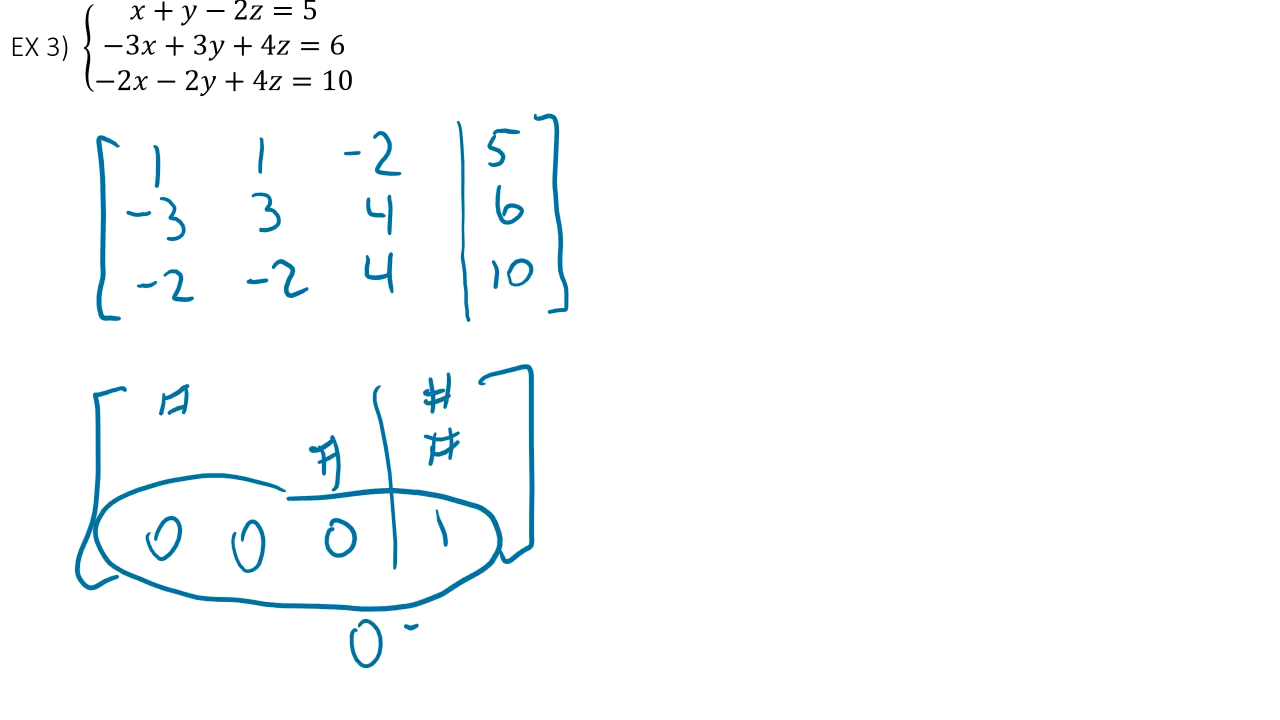 EX 3) { x + y − 2z = 5
−3x + 3y + 4z = 6
−2x − 2y + 4z = 10
[ 1 1 -2 | 5
-3 3 4 | 6
-2 -2 4 | 10 ]
[ # | #
# | #
0 0 0 | 1 ]
0 -